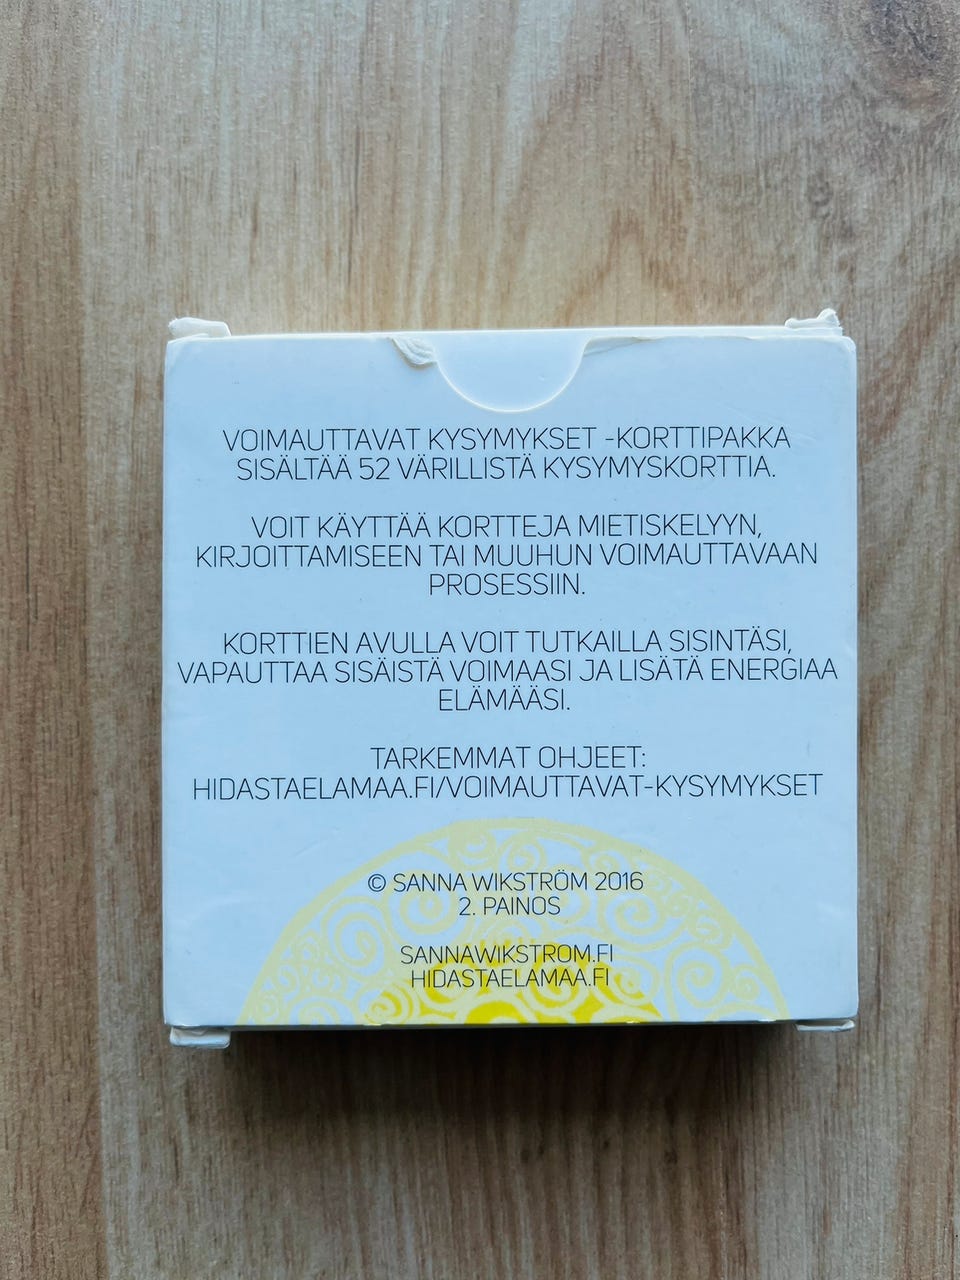 VOIMAUTTAVAT KYSYMYKSET -KORTTIPAKKA
SISÄLTÄÄ 52 VÄRILLISTÄ KYSYMYSKORTTIA.
VOIT KÄYTTÄÄ KORTTEJA MIETISKELYYN,
KIRJOITTAMISEEN TAI MUUHUN VOIMAUTTAVAAN
PROSESSIIN.
KORTTIEN AVULLA VOIT TUTKAILLA SISINTÄSI,
VAPAUTTAA SISÄISTÄ VOIMAASI JA LISÄTÄ ENERGIAA
ELÄMÄÄSI.
TARKEMMAT OHJEET:
HIDASTAELAMAA.FI/VOIMAUTTAVAT-KYSYMYKSET
© SANNA WIKSTRÖM 2016
2. PAINOS
SANNAWIKSTROM.FI
HIDASTAELAMAA.FI